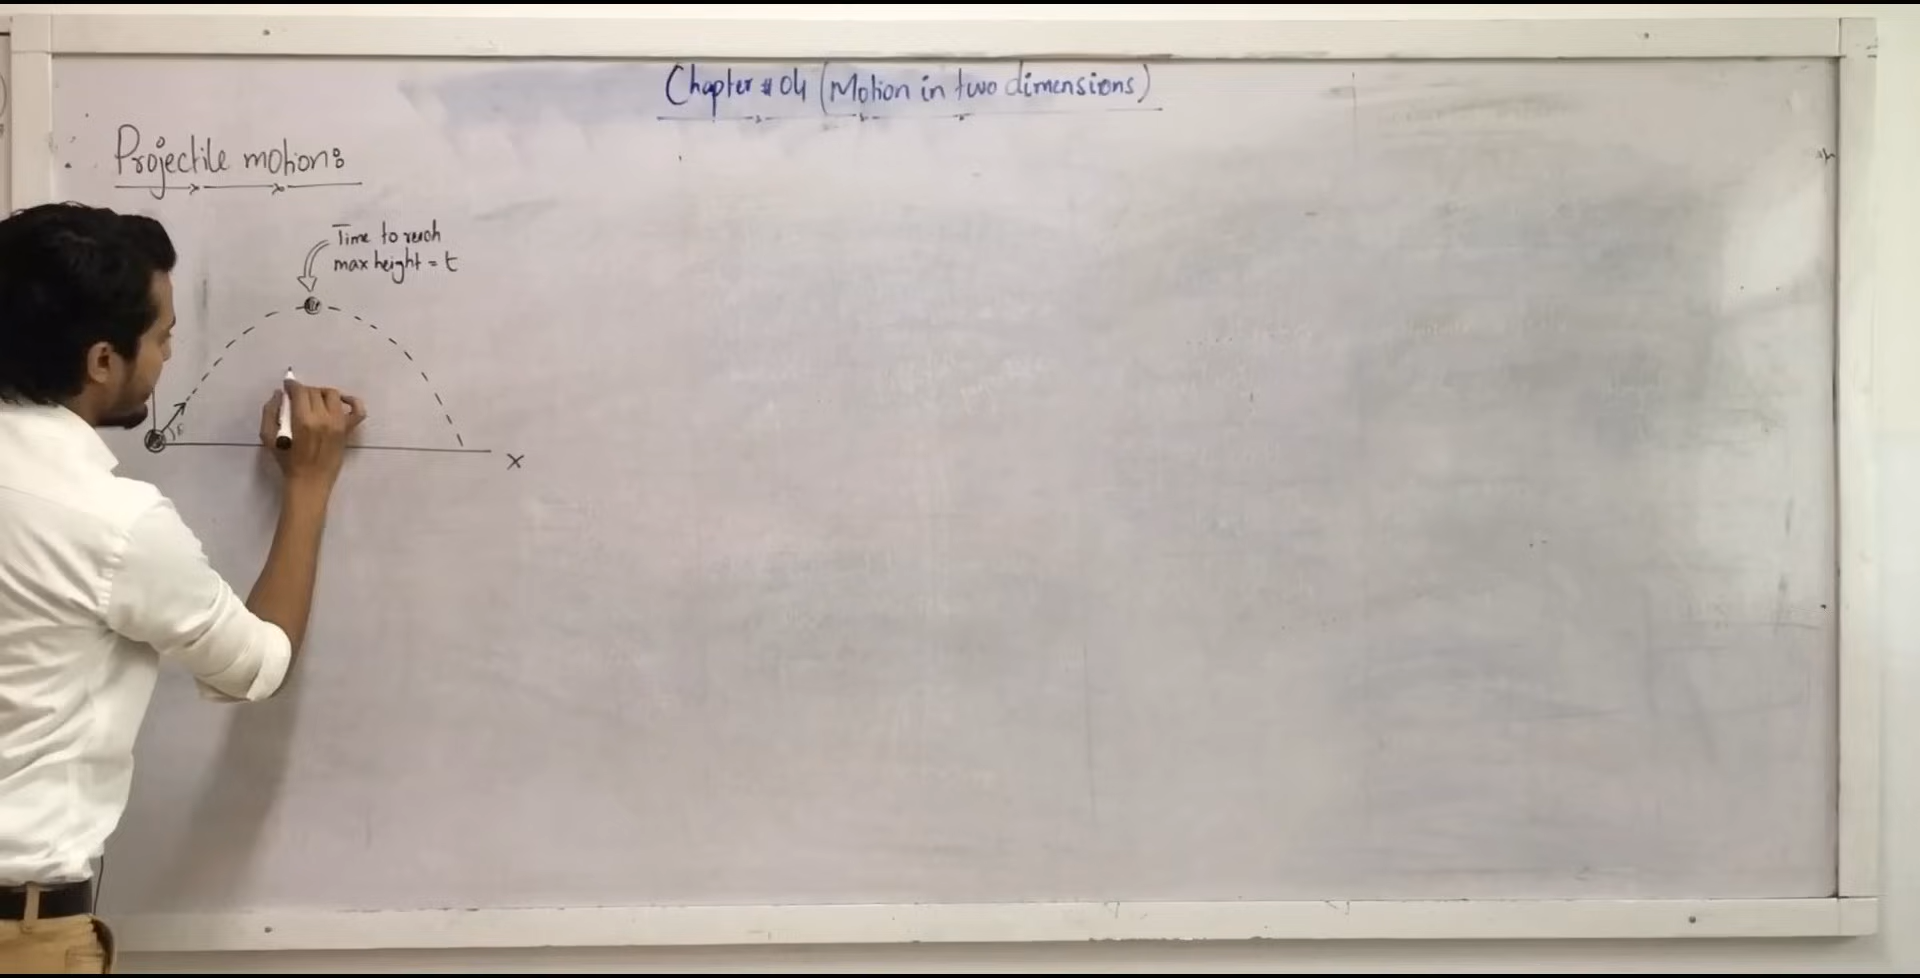 Chapter # 04 (Motion in two dimensions)
Projectile motion:
Time to reach
max height = t
θ
x